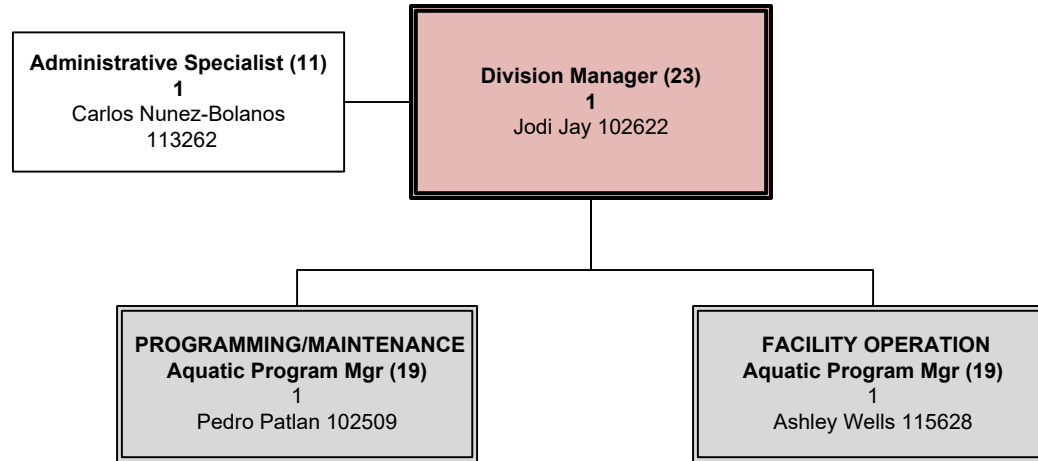 Administrative Specialist (11)
1
Carlos Nunez-Bolanos
113262
Division Manager (23)
1
Jodi Jay 102622
PROGRAMMING/MAINTENANCE
Aquatic Program Mgr (19)
1
Pedro Patlan 102509
FACILITY OPERATION
Aquatic Program Mgr (19)
1
Ashley Wells 115628